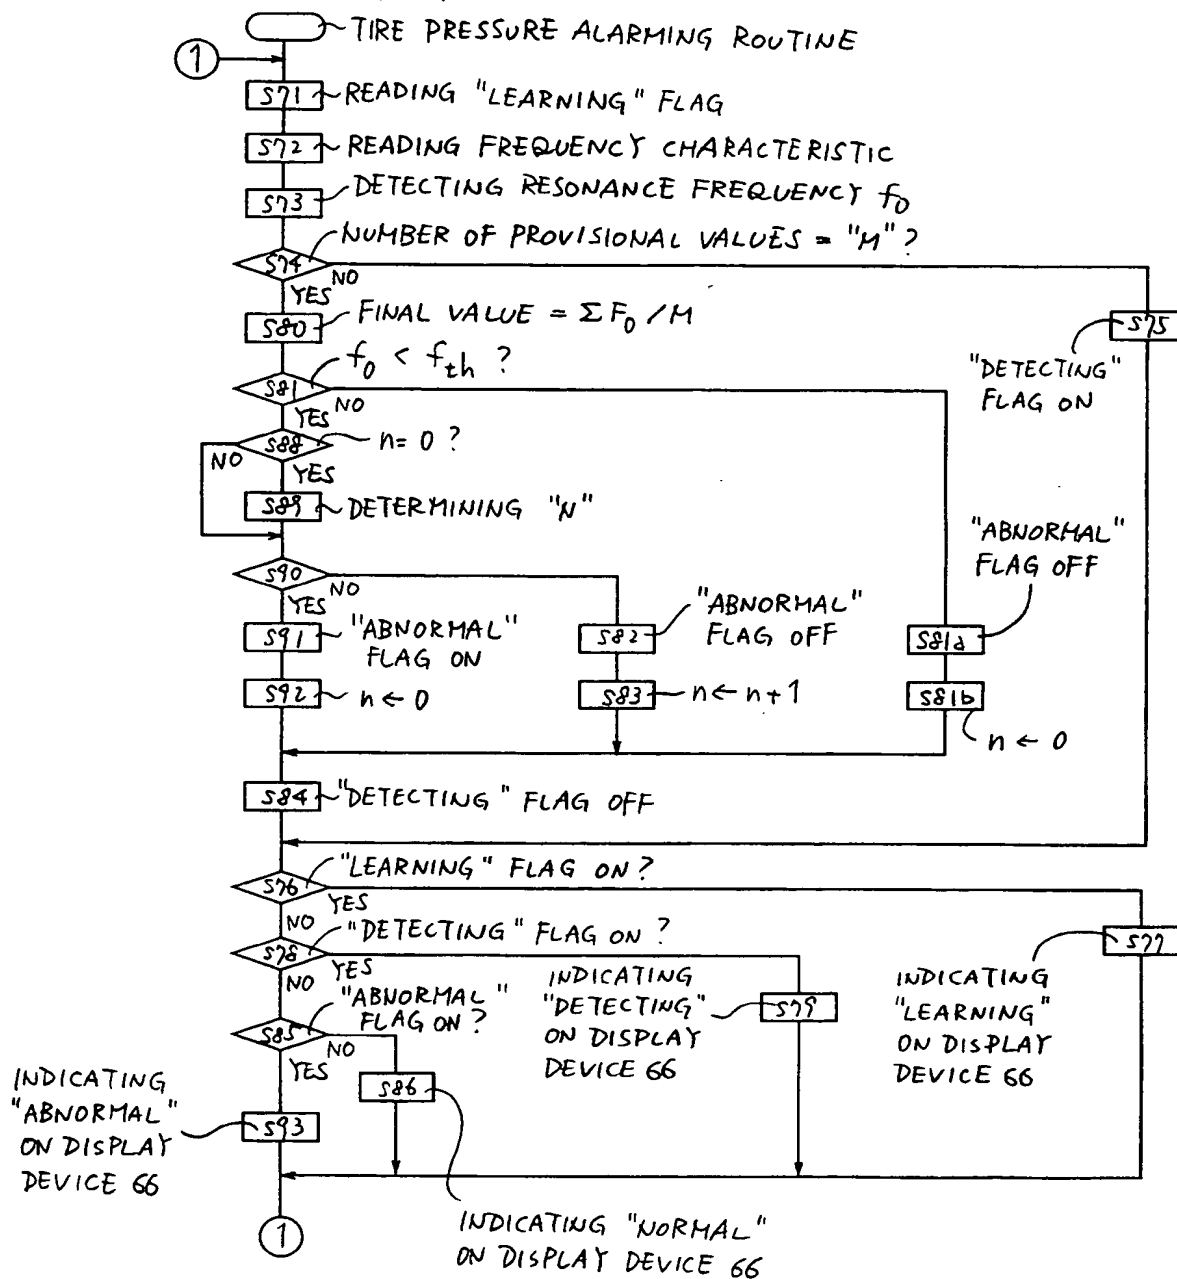 TIRE PRESSURE ALARMING ROUTINE
1
S71
READING "LEARNING" FLAG
S72
READING FREQUENCY CHARACTERISTIC
S73
DETECTING RESONANCE FREQUENCY f0
NUMBER OF PROVISIONAL VALUES = "M"?
S74
NO
YES
S80
FINAL VALUE = ΣF0/M
S75
"DETECTING"
FLAG ON
f0 < fth ?
S81
NO
YES
S88
n=0?
NO
YES
S89
DETERMINING "N"
"ABNORMAL"
FLAG OFF
S90
NO
YES
S91
"ABNORMAL"
FLAG ON
S82
"ABNORMAL"
FLAG OFF
S81a
S92
n←0
S83
n←n+1
S81b
n←0
S84
"DETECTING" FLAG OFF
"LEARNING" FLAG ON?
S76
YES
NO
"DETECTING" FLAG ON?
S78
YES
NO
S77
INDICATING
"LEARNING"
ON DISPLAY
DEVICE 66
INDICATING
"DETECTING"
ON DISPLAY
DEVICE 66
S79
"ABNORMAL"
FLAG ON?
S85
NO
YES
S86
INDICATING
"ABNORMAL"
ON DISPLAY
DEVICE 66
S93
1
INDICATING "NORMAL"
ON DISPLAY DEVICE 66